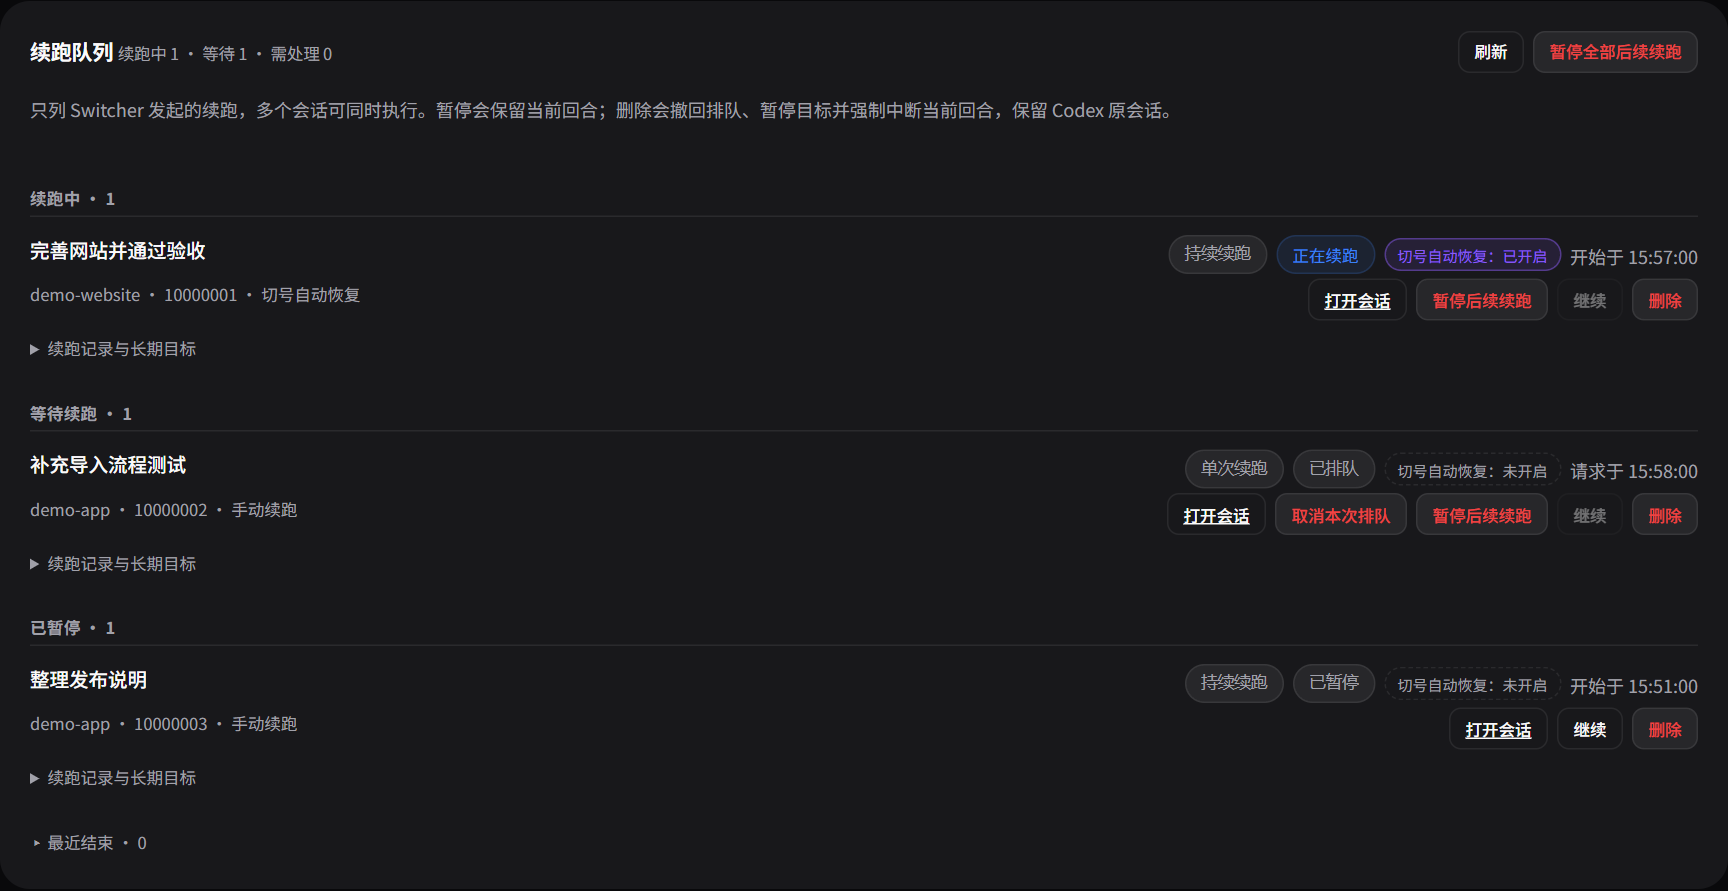 续跑队列 续跑中 1 · 等待 1 · 需处理 0
刷新 暂停全部后续续跑
只列 Switcher 发起的续跑，多个会话可同时执行。暂停会保留当前回合；删除会撤回排队、暂停目标并强制中断当前回合，保留 Codex 原会话。
续跑中 · 1
完善网站并通过验收
持续续跑 正在续跑 切号自动恢复：已开启 开始于 15:57:00
demo-website · 10000001 · 切号自动恢复
打开会话 暂停后续续跑 继续 删除
▶ 续跑记录与长期目标
等待续跑 · 1
补充导入流程测试
单次续跑 已排队 切号自动恢复：未开启 请求于 15:58:00
demo-app · 10000002 · 手动续跑
打开会话 取消本次排队 暂停后续续跑 继续 删除
▶ 续跑记录与长期目标
已暂停 · 1
整理发布说明
持续续跑 已暂停 切号自动恢复：未开启 开始于 15:51:00
demo-app · 10000003 · 手动续跑
打开会话 继续 删除
▶ 续跑记录与长期目标
▸ 最近结束 · 0